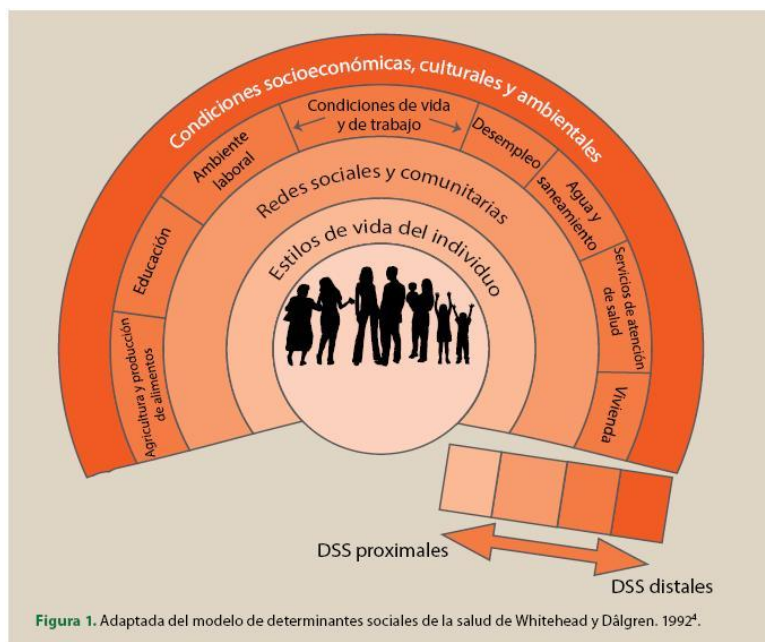 Condiciones socioeconómicas, culturales y ambientales
Condiciones de vida
y de trabajo
Agricultura y producción
de alimentos
Educación
Ambiente
laboral
Desempleo
Agua y
saneamiento
Servicios de atención
de salud
Vivienda
Redes sociales y comunitarias
Estilos de vida del individuo
DSS proximales
DSS distales
Figura 1. Adaptada del modelo de determinantes sociales de la salud de Whitehead y Dâlgren. 1992⁴.